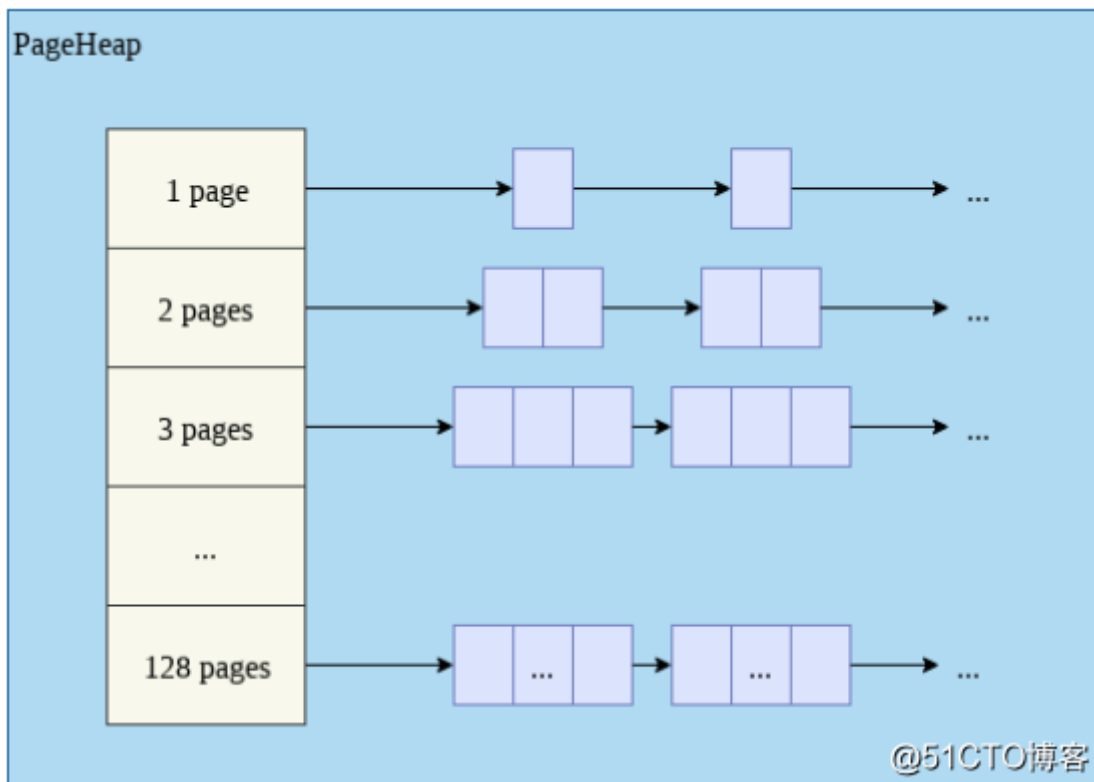 PageHeap
1 page
...
2 pages
...
3 pages
...
...
128 pages
...
...
...
@51CTO博客